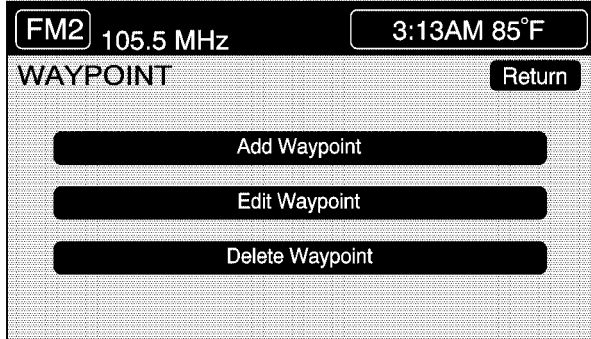 FM2 105.5 MHz 3:13AM 85°F
WAYPOINT Return
Add Waypoint
Edit Waypoint
Delete Waypoint